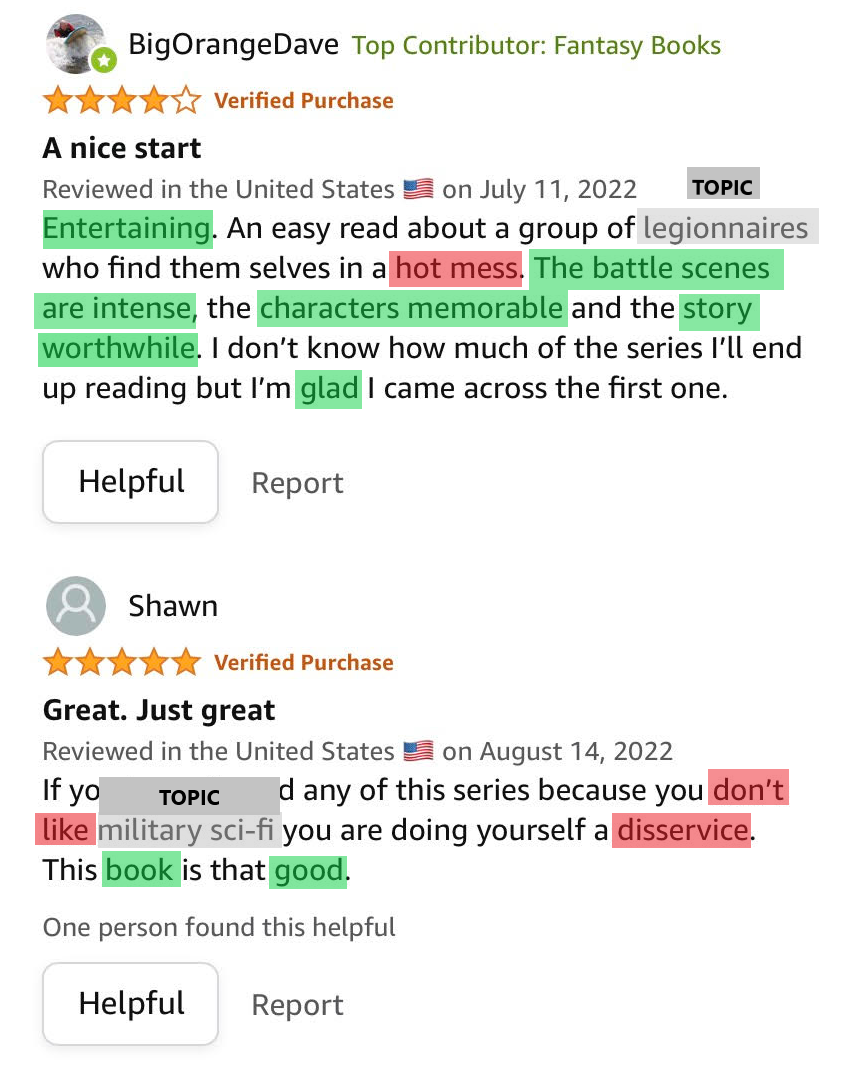 BigOrangeDave Top Contributor: Fantasy Books
Verified Purchase
A nice start
Reviewed in the United States on July 11, 2022
TOPIC
Entertaining. An easy read about a group of legionnaires
who find them selves in a hot mess. The battle scenes
are intense, the characters memorable and the story
worthwhile. I don’t know how much of the series I’ll end
up reading but I’m glad I came across the first one.
Helpful Report
Shawn
Verified Purchase
Great. Just great
Reviewed in the United States on August 14, 2022
If yo TOPIC d any of this series because you don’t
like military sci-fi you are doing yourself a disservice.
This book is that good.
One person found this helpful
Helpful Report